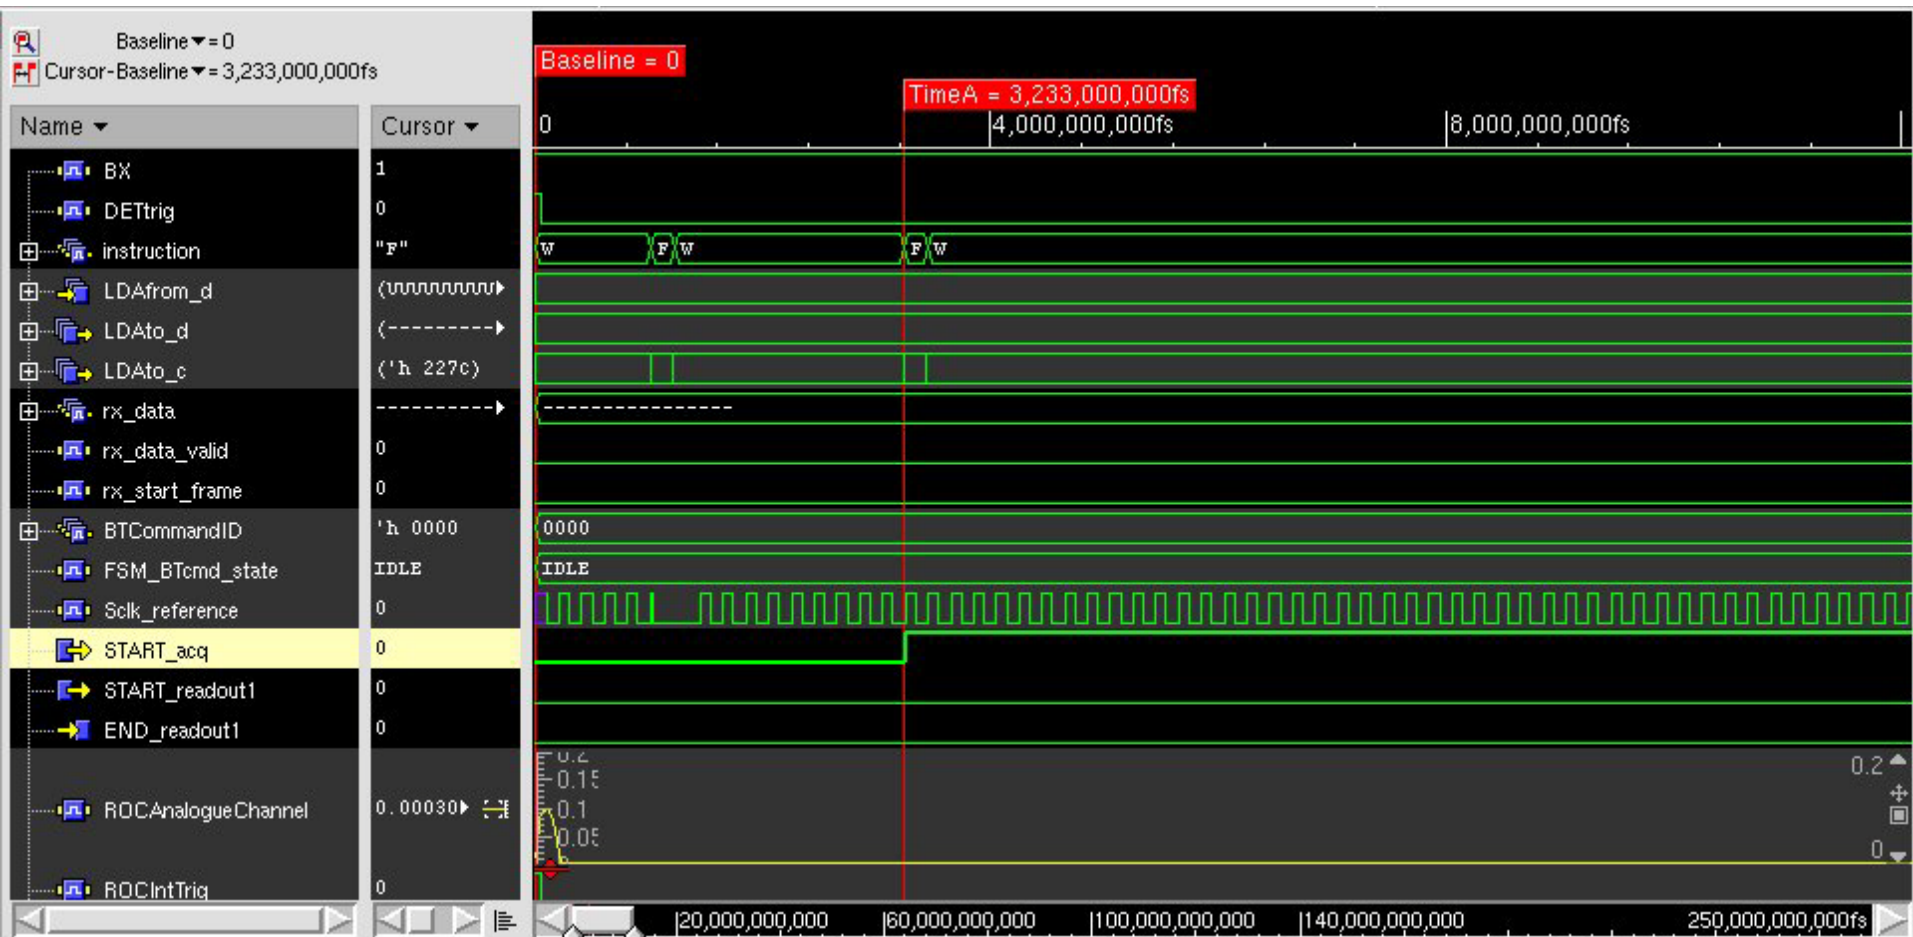 Baseline ▾ = 0
Cursor-Baseline ▾ = 3,233,000,000fs
Baseline = 0
TimeA = 3,233,000,000fs
Name ▾ Cursor ▾ 0 |4,000,000,000fs |8,000,000,000fs
BX 1
DETtrig 0
instruction "F" W F W F W
LDAfrom_d (UUUUUUUUUU
LDAto_d (----------
LDAto_c ('h 227c)
rx_data ---------- ----------------
rx_data_valid 0
rx_start_frame 0
BTCommandID 'h 0000 0000
FSM_BTcmd_state IDLE IDLE
Sclk_reference 0
START_acq 0
START_readout1 0
END_readout1 0
0.2 0.2
0.15
ROCAnalogueChannel 0.00030 0.1
0.05 0
ROCIntTrig 0
|20,000,000,000 |60,000,000,000 |100,000,000,000 |140,000,000,000 250,000,000,000fs